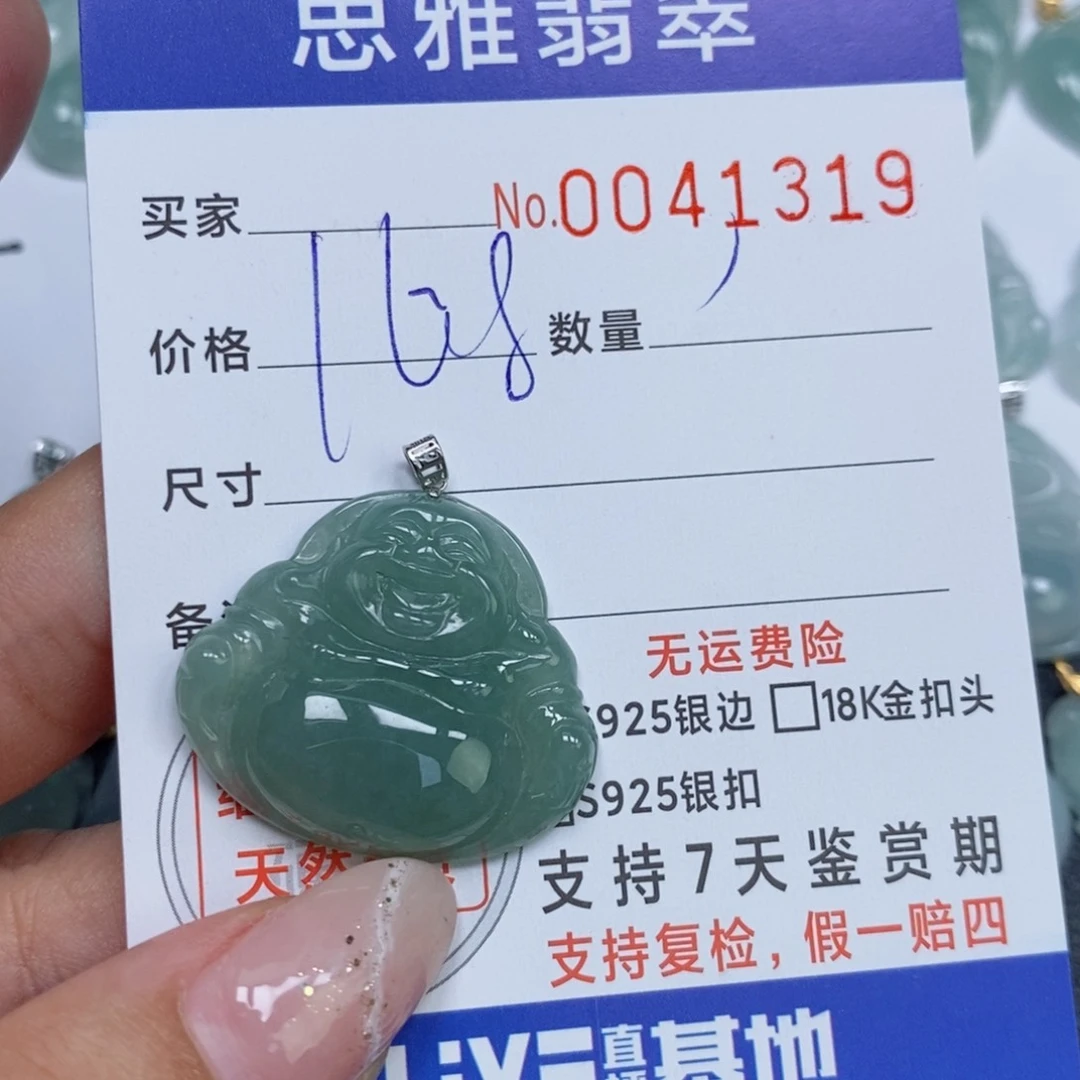 思雅翡翠
买家 No.0041319
价格 168 数量
尺寸
备
无运费险
S925银边 □18K金扣头
S925银扣
天然
支持7天鉴赏期
支持复检，假一赔四
基地